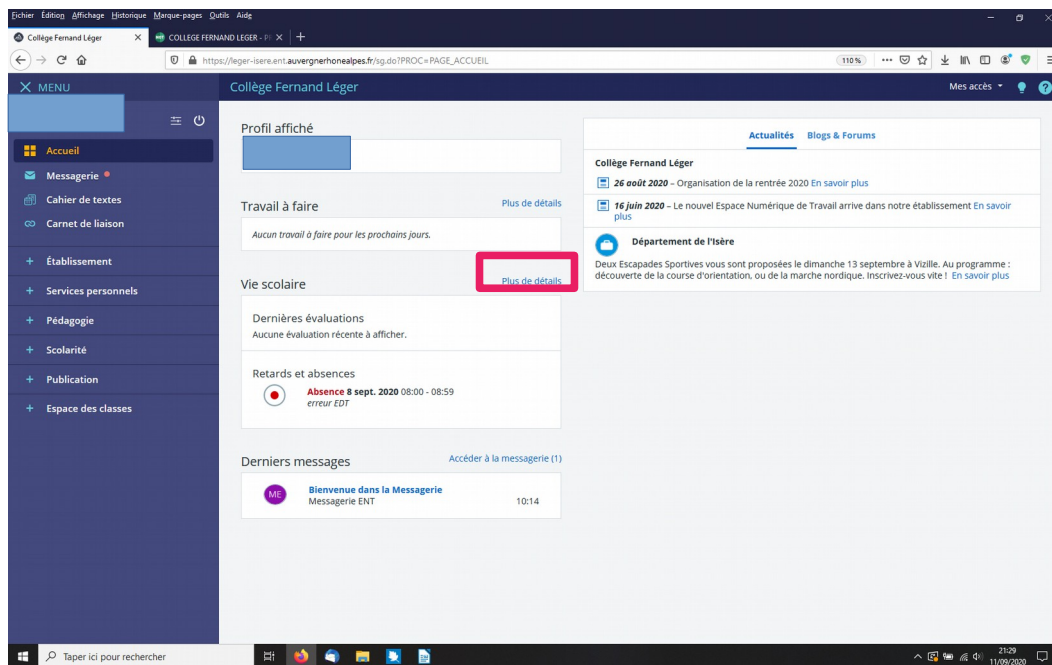 Eichier Édition Affichage Historique Marque-pages Outils Aide
Collège Fernand Léger
COLLEGE FERNAND LEGER - P
https://leger-isere.ent.auvergnerhonealpes.fr/sg.do?PROC=PAGE_ACCUEIL
110%
MENU
Collège Fernand Léger
Mes accès
Accueil
Messagerie
Cahier de textes
Carnet de liaison
+ Établissement
+ Services personnels
+ Pédagogie
+ Scolarité
+ Publication
+ Espace des classes
Profil affiché
Travail à faire
Plus de détails
Aucun travail à faire pour les prochains jours.
Vie scolaire
Plus de détails
Dernières évaluations
Aucune évaluation récente à afficher.
Retards et absences
Absence 8 sept. 2020 08:00 - 08:59
erreur EDT
Derniers messages
Accéder à la messagerie (1)
ME
Bienvenue dans la Messagerie
Messagerie ENT
10:14
Actualités
Blogs & Forums
Collège Fernand Léger
26 août 2020 – Organisation de la rentrée 2020 En savoir plus
16 juin 2020 – Le nouvel Espace Numérique de Travail arrive dans notre établissement En savoir
plus
Département de l'Isère
Deux Escapades Sportives vous sont proposées le dimanche 13 septembre à Vizille. Au programme :
découverte de la course d'orientation, ou de la marche nordique. Inscrivez-vous vite ! En savoir plus
Taper ici pour rechercher
21:29
11/09/2020